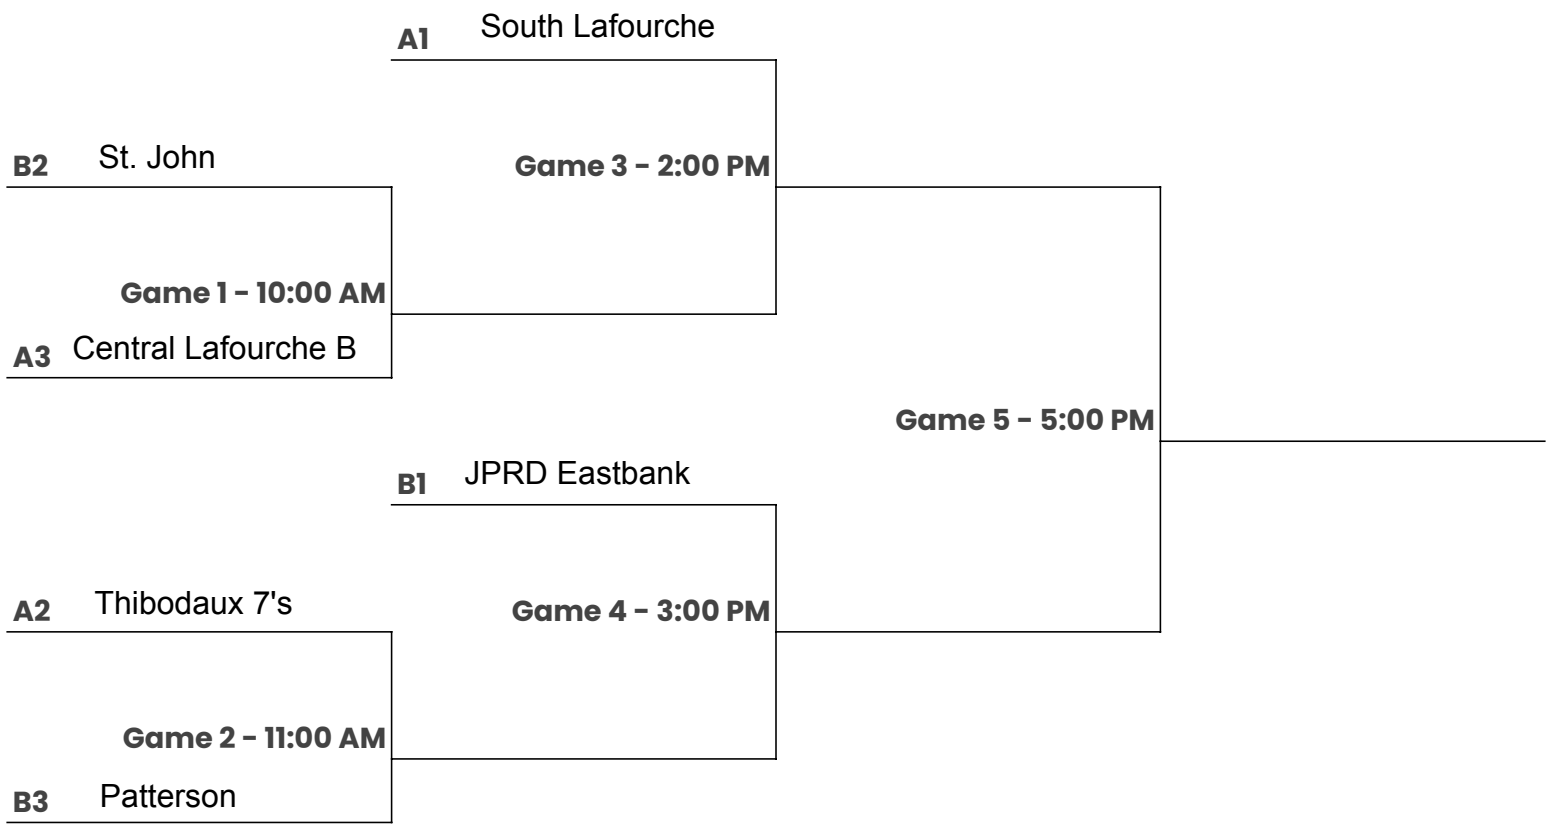 A1 South Lafourche
B2 St. John
Game 3 - 2:00 PM
Game 1 - 10:00 AM
A3 Central Lafourche B
Game 5 - 5:00 PM
B1 JPRD Eastbank
A2 Thibodaux 7's
Game 4 - 3:00 PM
Game 2 - 11:00 AM
B3 Patterson